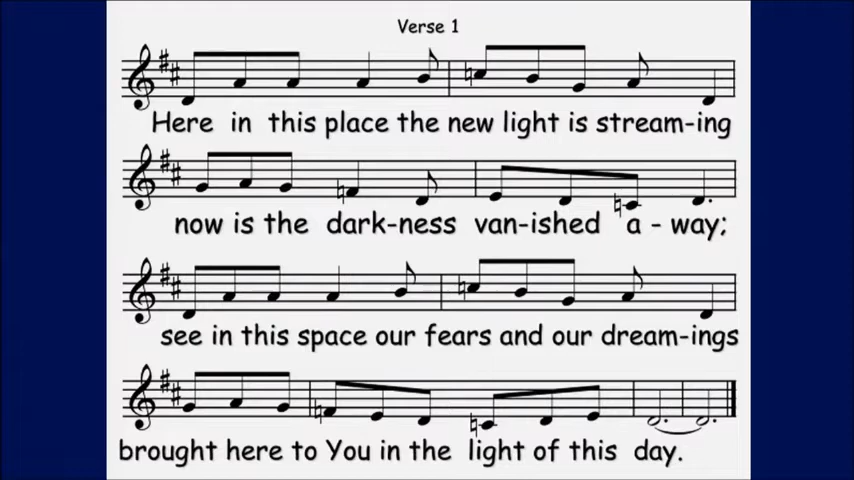 Verse 1
Here in this place the new light is stream-ing
now is the dark-ness van-ished a - way;
see in this space our fears and our dream-ings
brought here to You in the light of this day.